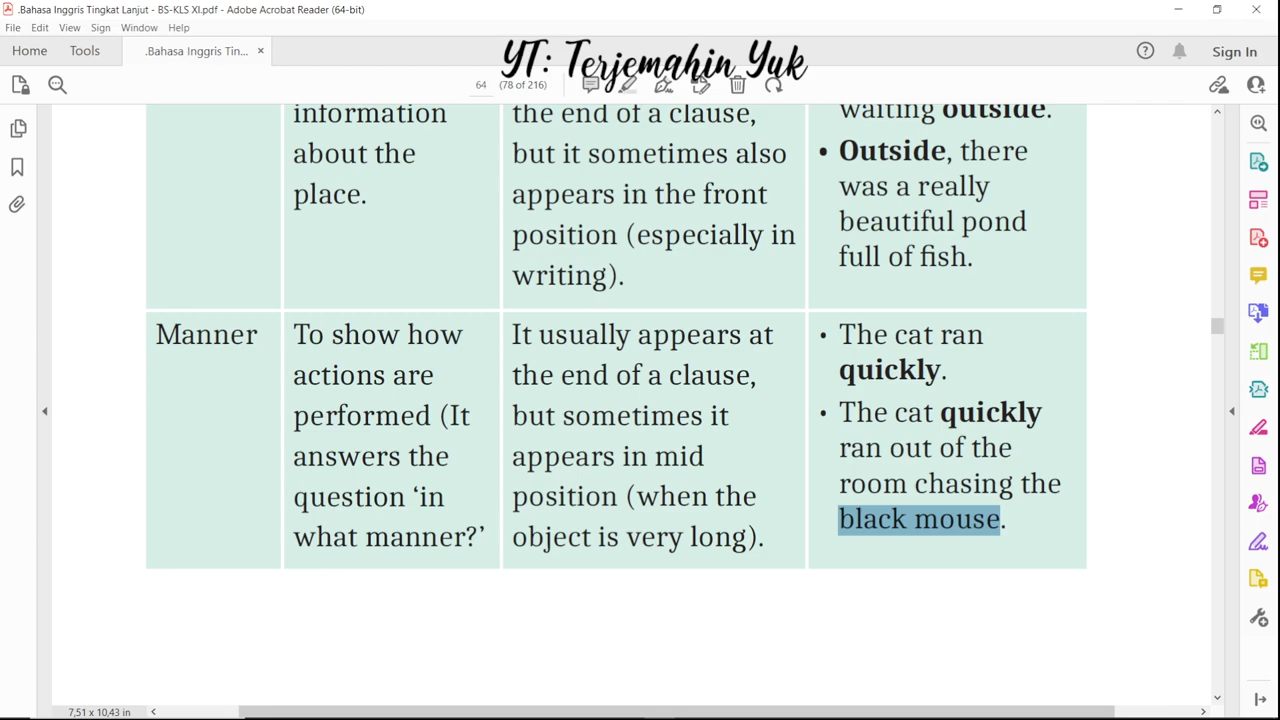 .Bahasa Inggris Tingkat Lanjut - BS-KLS XI.pdf - Adobe Acrobat Reader (64-bit)
File Edit View Sign Window Help
Home Tools .Bahasa Inggris Tin... × Sign In
YT: Terjemahin Yuk
64 (78 of 216)
information
about the
place.
the end of a clause,
but it sometimes also
appears in the front
position (especially in
writing).
waiting outside.
• Outside, there
was a really
beautiful pond
full of fish.
Manner
To show how
actions are
performed (It
answers the
question ‘in
what manner?’
It usually appears at
the end of a clause,
but sometimes it
appears in mid
position (when the
object is very long).
• The cat ran
quickly.
• The cat quickly
ran out of the
room chasing the
black mouse.
7,51 x 10,43 in